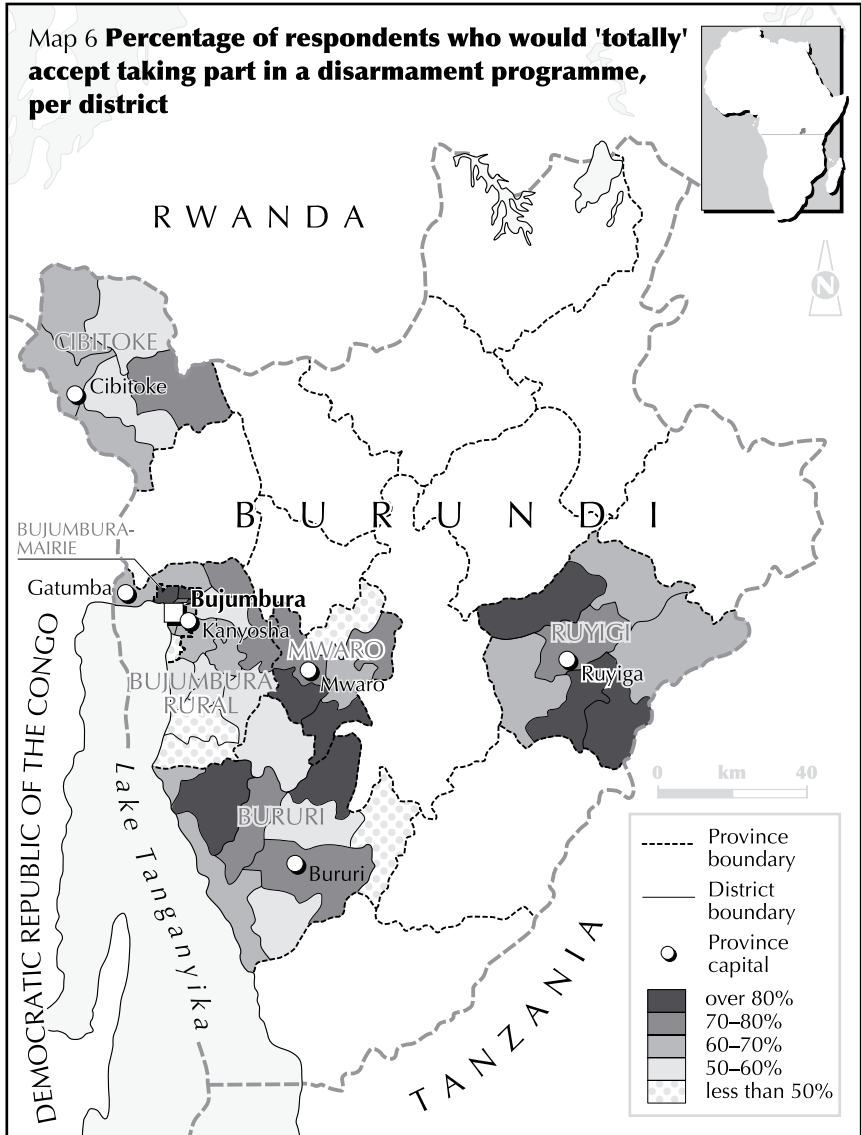 Map 6 Percentage of respondents who would 'totally'
accept taking part in a disarmament programme,
per district
RWANDA
N
CIBITOKE
Cibitoke
BURUNDI
BUJUMBURA-
MAIRIE
Gatumba
Bujumbura
Kanyosha
MWARO
Mwaro
RUYIGI
Ruyiga
BUJUMBURA
RURAL
DEMOCRATIC REPUBLIC OF THE CONGO
Lake Tanganyika
BURURI
Bururi
TANZANIA
0 km 40
Province
boundary
District
boundary
Province
capital
over 80%
70–80%
60–70%
50–60%
less than 50%